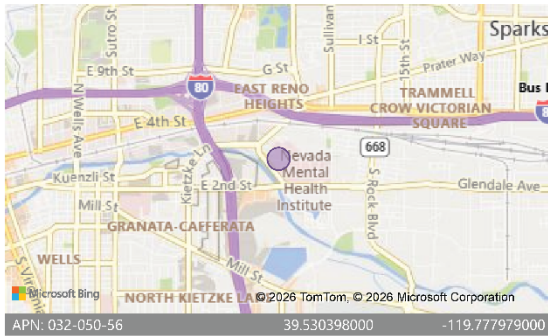 Sutro St
Sullivan
I St
15th St
Sparks
Prater Way
E 9th St
G St
N Wells Ave
80
EAST RENO
HEIGHTS
TRAMMELL
CROW VICTORIAN
SQUARE
Bus
E 4th St
668
Kietzke Ln
Nevada
Mental
Health
Institute
Kuenzli St
E 2nd St
Glendale Ave
S Rock Blvd
Mill St
GRANATA-CAFFERATA
WELLS
S Virginia
Mill St
Microsoft Bing
NORTH KIETZKE LA
© 2026 TomTom, © 2026 Microsoft Corporation
APN: 032-050-56 39.530398000 -119.777979000